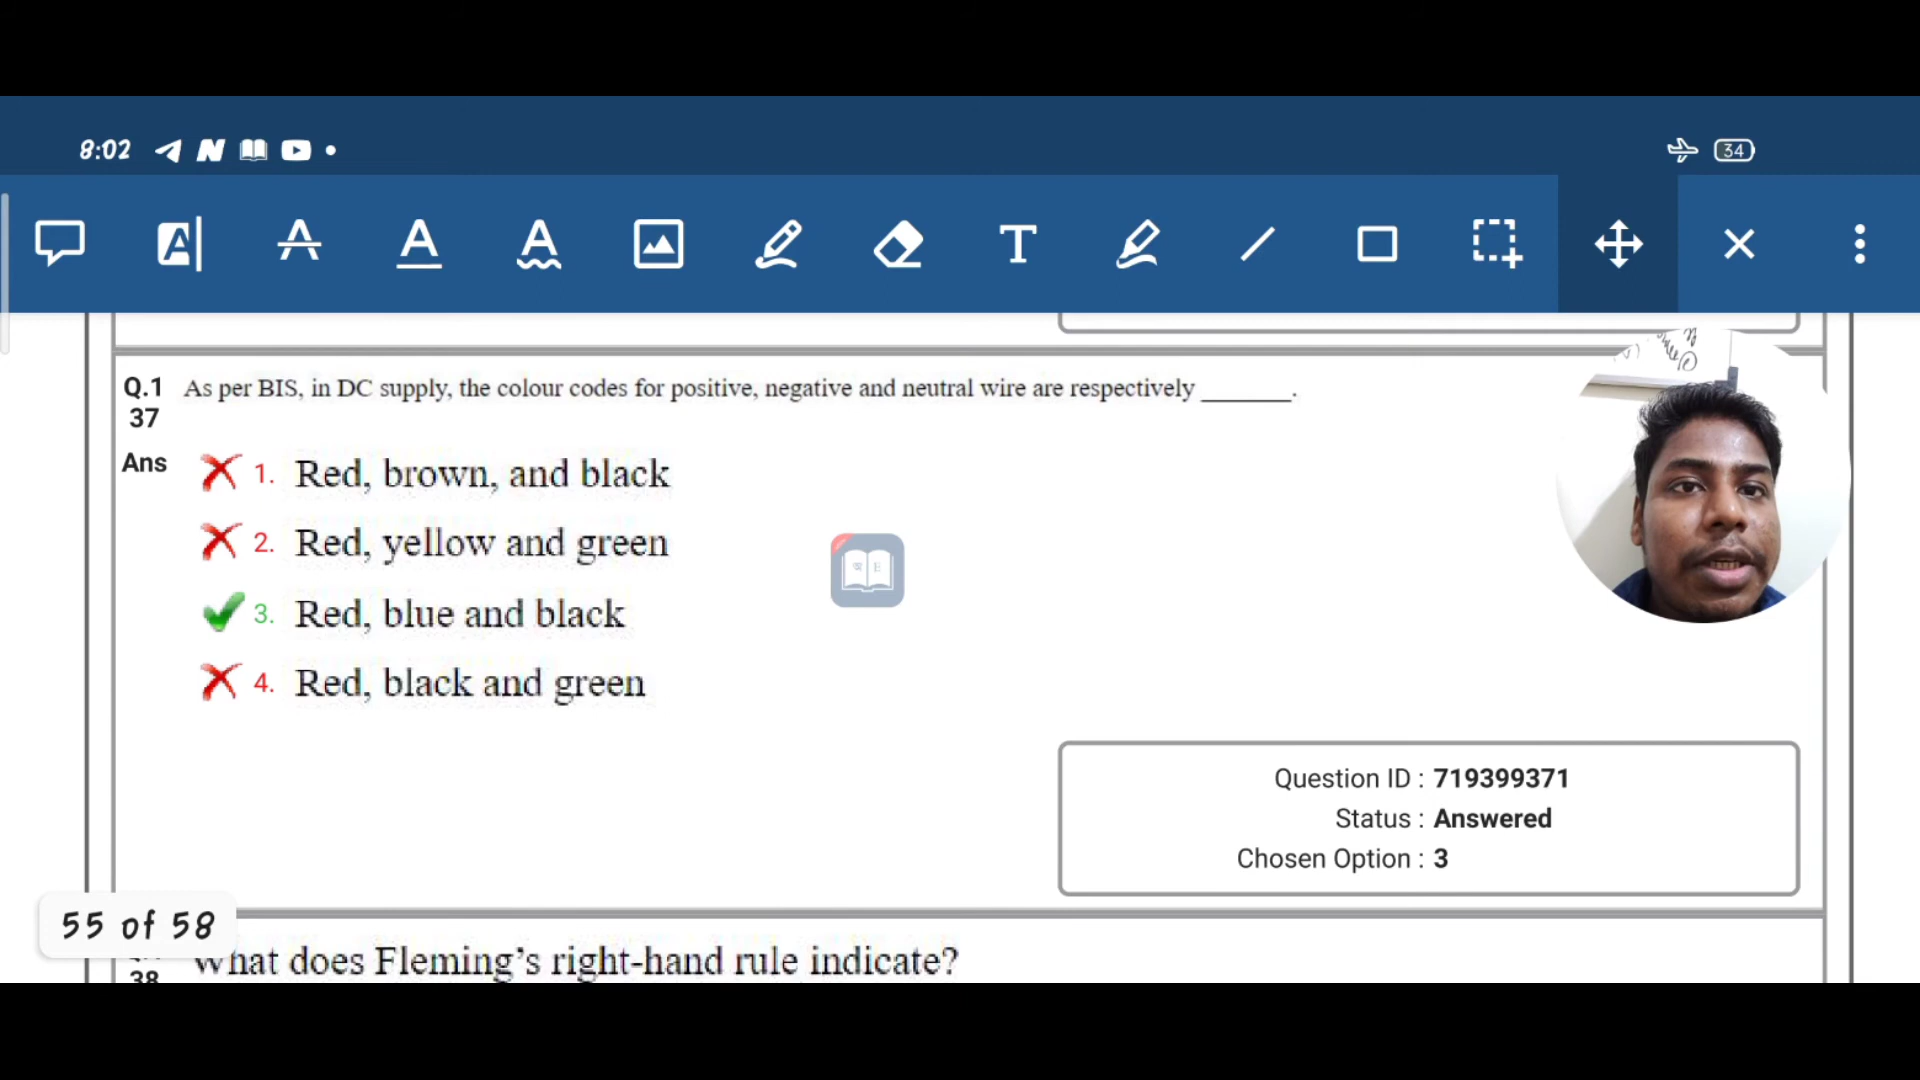 8:02
34
Q.1 As per BIS, in DC supply, the colour codes for positive, negative and neutral wire are respectively ________.
37
Ans
1. Red, brown, and black
2. Red, yellow and green
3. Red, blue and black
4. Red, black and green
Question ID : 719399371
Status : Answered
Chosen Option : 3
55 of 58
What does Fleming's right-hand rule indicate?
38